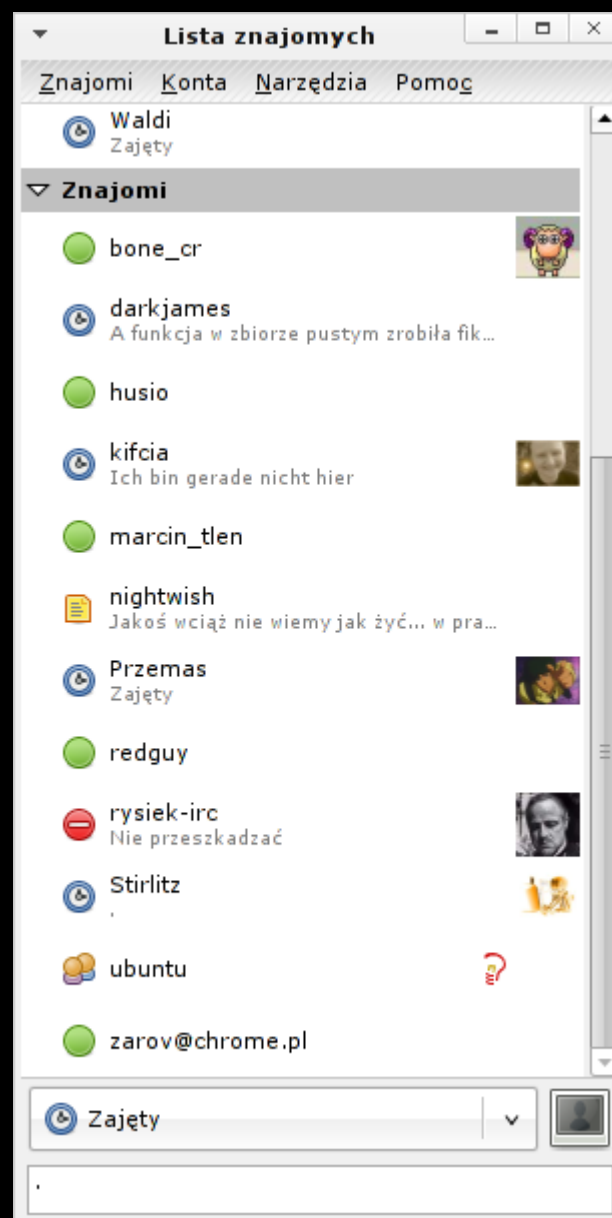 Lista znajomych
Znajomi Konta Narzędzia Pomoc
Waldi
Zajęty
Znajomi
bone_cr
darkjames
A funkcja w zbiorze pustym zrobiła fik...
husio
kifcia
Ich bin gerade nicht hier
marcin_tlen
nightwish
Jakoś wciąż nie wiemy jak żyć... w pra...
Przemas
Zajęty
redguy
rysiek-irc
Nie przeszkadzać
Stirlitz
.
ubuntu
zarov@chrome.pl
Zajęty
.